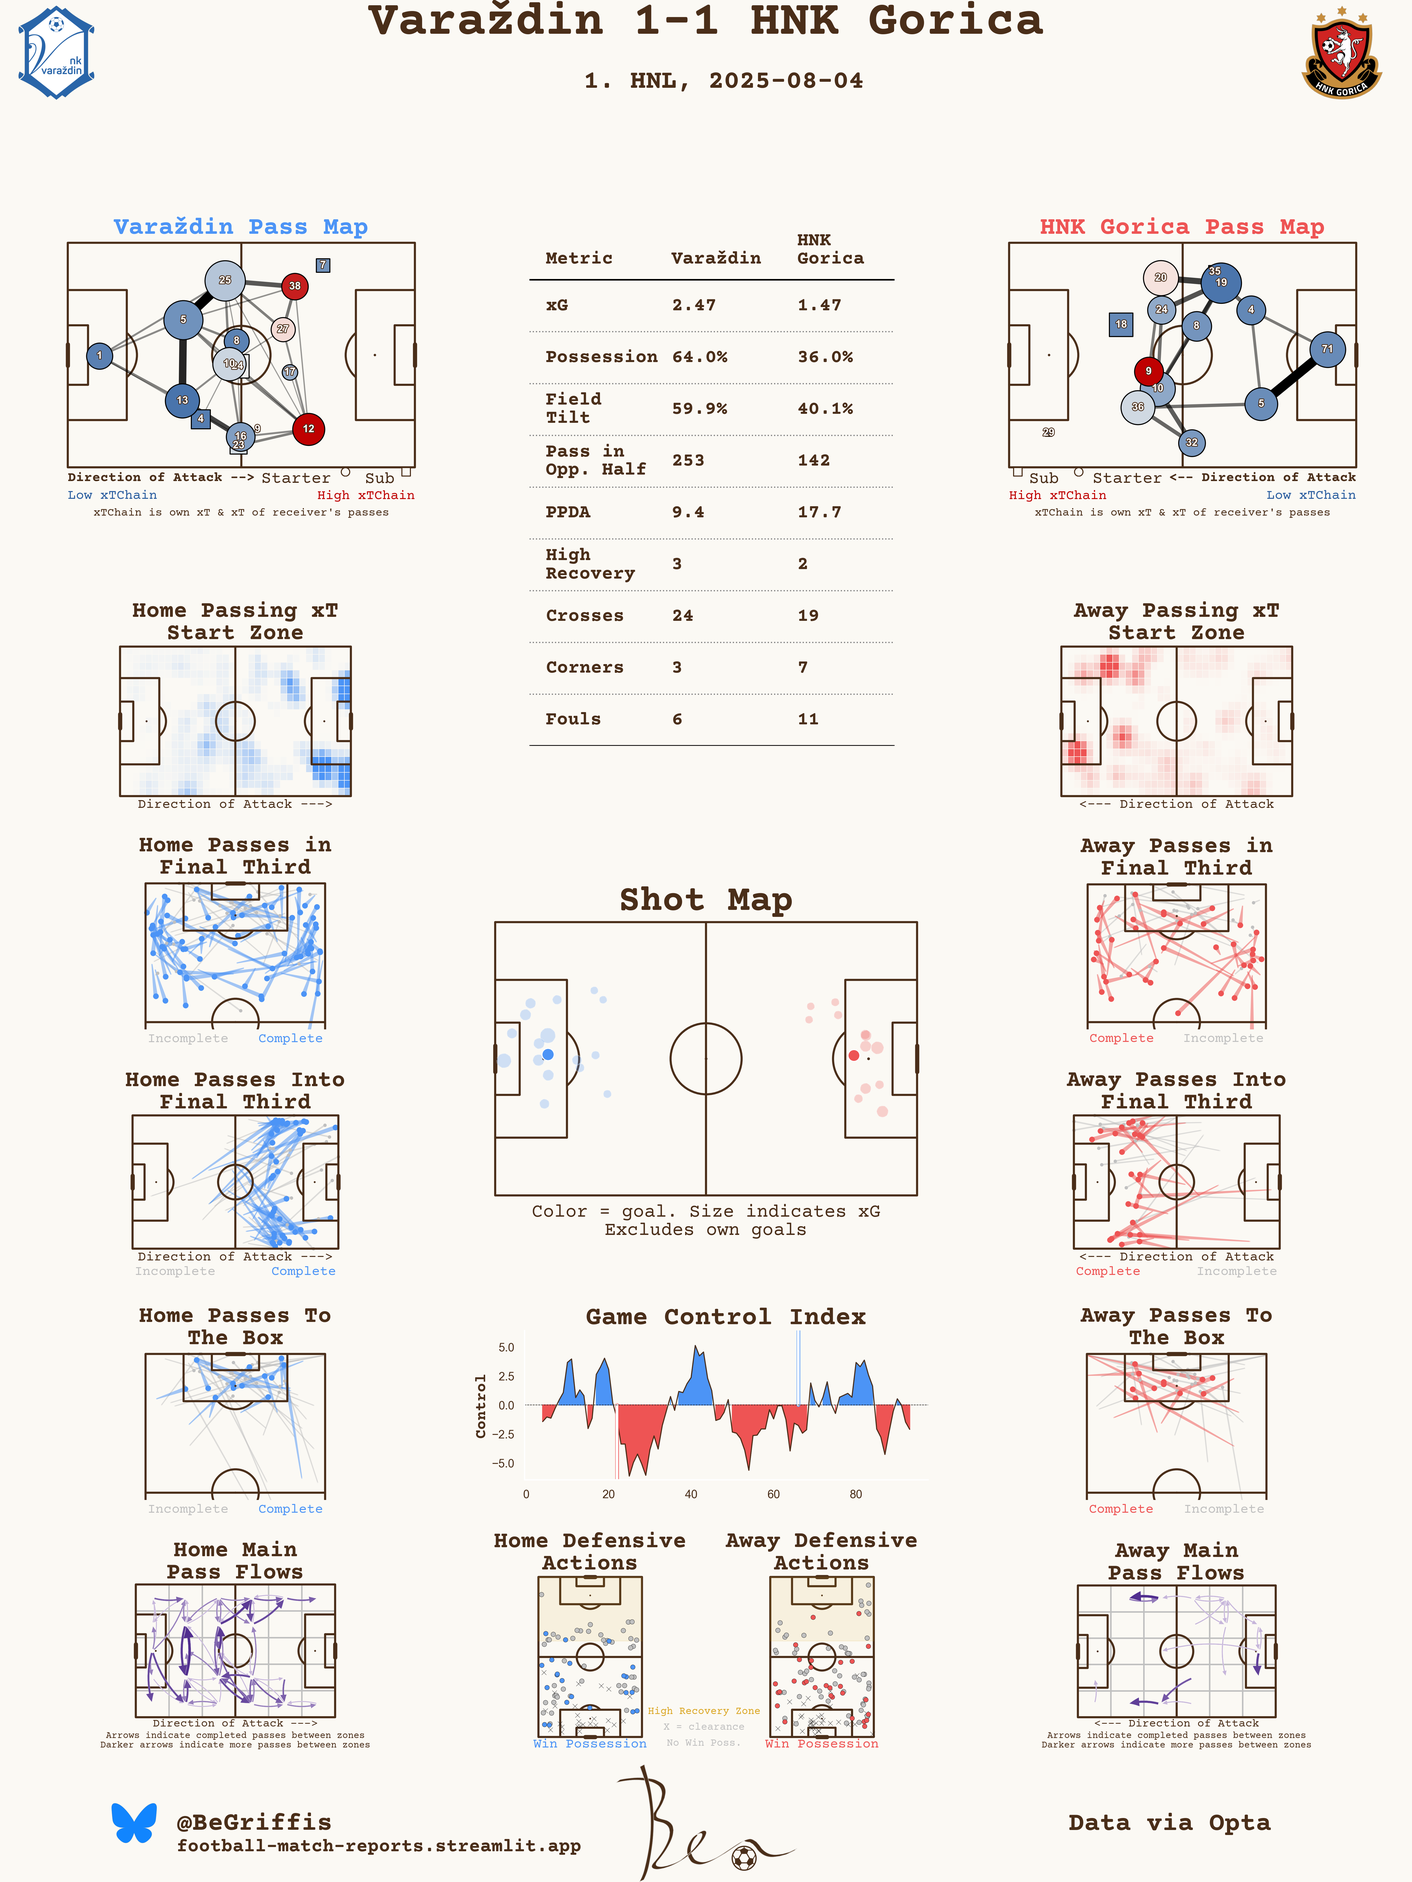 Varaždin 1-1 HNK Gorica
1. HNL, 2025-08-04
nk
varaždin
HNK GORICA
Varaždin Pass Map
25
7
38
5
27
8
1
10
24
17
13
4
9
12
16
23
Direction of Attack --> Starter Sub
Low xTChain High xTChain
xTChain is own xT & xT of receiver's passes
Metric Varaždin HNK Gorica
xG 2.47 1.47
Possession 64.0% 36.0%
Field Tilt 59.9% 40.1%
Pass in Opp. Half 253 142
PPDA 9.4 17.7
High Recovery 3 2
Crosses 24 19
Corners 3 7
Fouls 6 11
HNK Gorica Pass Map
20
35
19
24
4
18
8
71
9
10
36
5
29
32
Sub Starter <-- Direction of Attack
High xTChain Low xTChain
xTChain is own xT & xT of receiver's passes
Home Passing xT
Start Zone
Direction of Attack --->
Away Passing xT
Start Zone
<--- Direction of Attack
Home Passes in
Final Third
Incomplete Complete
Away Passes in
Final Third
Complete Incomplete
Shot Map
Color = goal. Size indicates xG
Excludes own goals
Home Passes Into
Final Third
Direction of Attack --->
Incomplete Complete
Away Passes Into
Final Third
<--- Direction of Attack
Complete Incomplete
Home Passes To
The Box
Incomplete Complete
Game Control Index
Control
5.0
2.5
0.0
−2.5
−5.0
0 20 40 60 80
Away Passes To
The Box
Complete Incomplete
Home Main
Pass Flows
Direction of Attack --->
Arrows indicate completed passes between zones
Darker arrows indicate more passes between zones
Home Defensive
Actions
Win Possession
High Recovery Zone
X = clearance
No Win Poss.
Away Defensive
Actions
Win Possession
Away Main
Pass Flows
<--- Direction of Attack
Arrows indicate completed passes between zones
Darker arrows indicate more passes between zones
@BeGriffis
football-match-reports.streamlit.app
Ben
Data via Opta